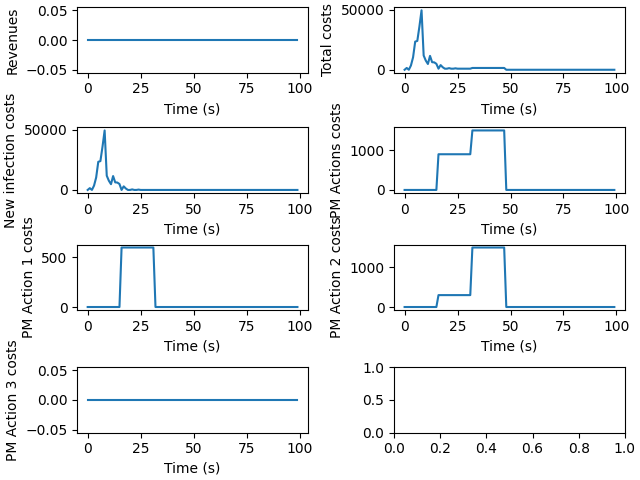 Revenues
0.05
0.00
−0.05
0 25 50 75 100
Time (s)
Total costs
50000
0
0 25 50 75 100
Time (s)
New infection costs
50000
0
0 25 50 75 100
Time (s)
PM Actions costs
1000
0
0 25 50 75 100
Time (s)
PM Action 1 costs
500
0
0 25 50 75 100
Time (s)
PM Action 2 costs
1000
0
0 25 50 75 100
Time (s)
PM Action 3 costs
0.05
0.00
−0.05
0 25 50 75 100
Time (s)
1.0
0.5
0.0
0.0 0.2 0.4 0.6 0.8 1.0